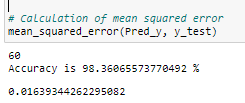 # Calculation of mean squared error
mean_squared_error(Pred_y, y_test)
60
Accuracy is 98.36065573770492 %
0.01639344262295082